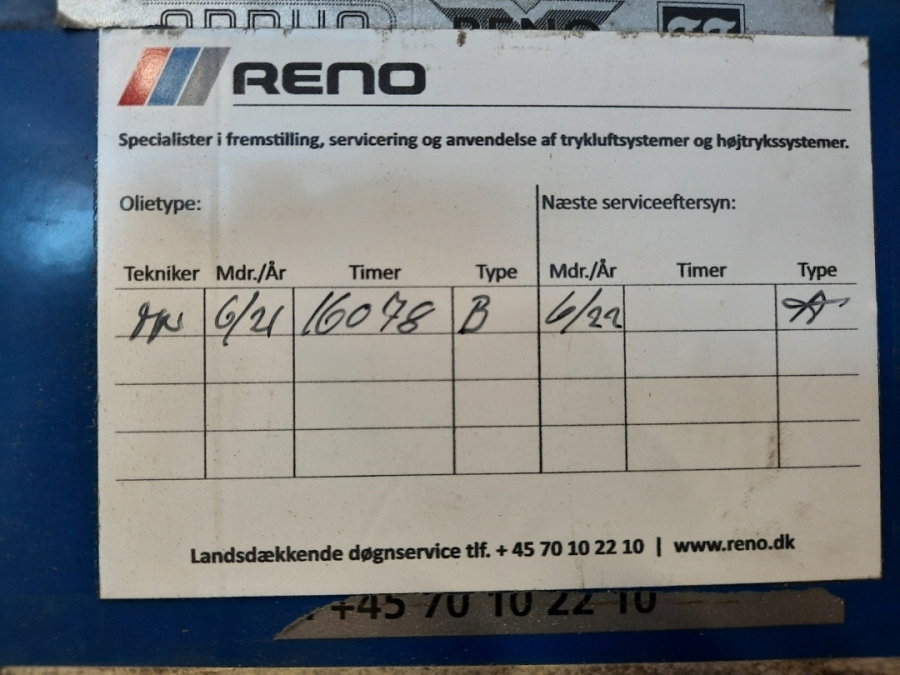 RENO
RENO
Specialister i fremstilling, servicering og anvendelse af trykluftsystemer og højtrykssystemer.
Olietype: Næste serviceeftersyn:
Tekniker Mdr./År Timer Type Mdr./År Timer Type
6/21 16078 B 6/22 A
Landsdækkende døgnservice tlf. + 45 70 10 22 10 | www.reno.dk
+45 70 10 22 10